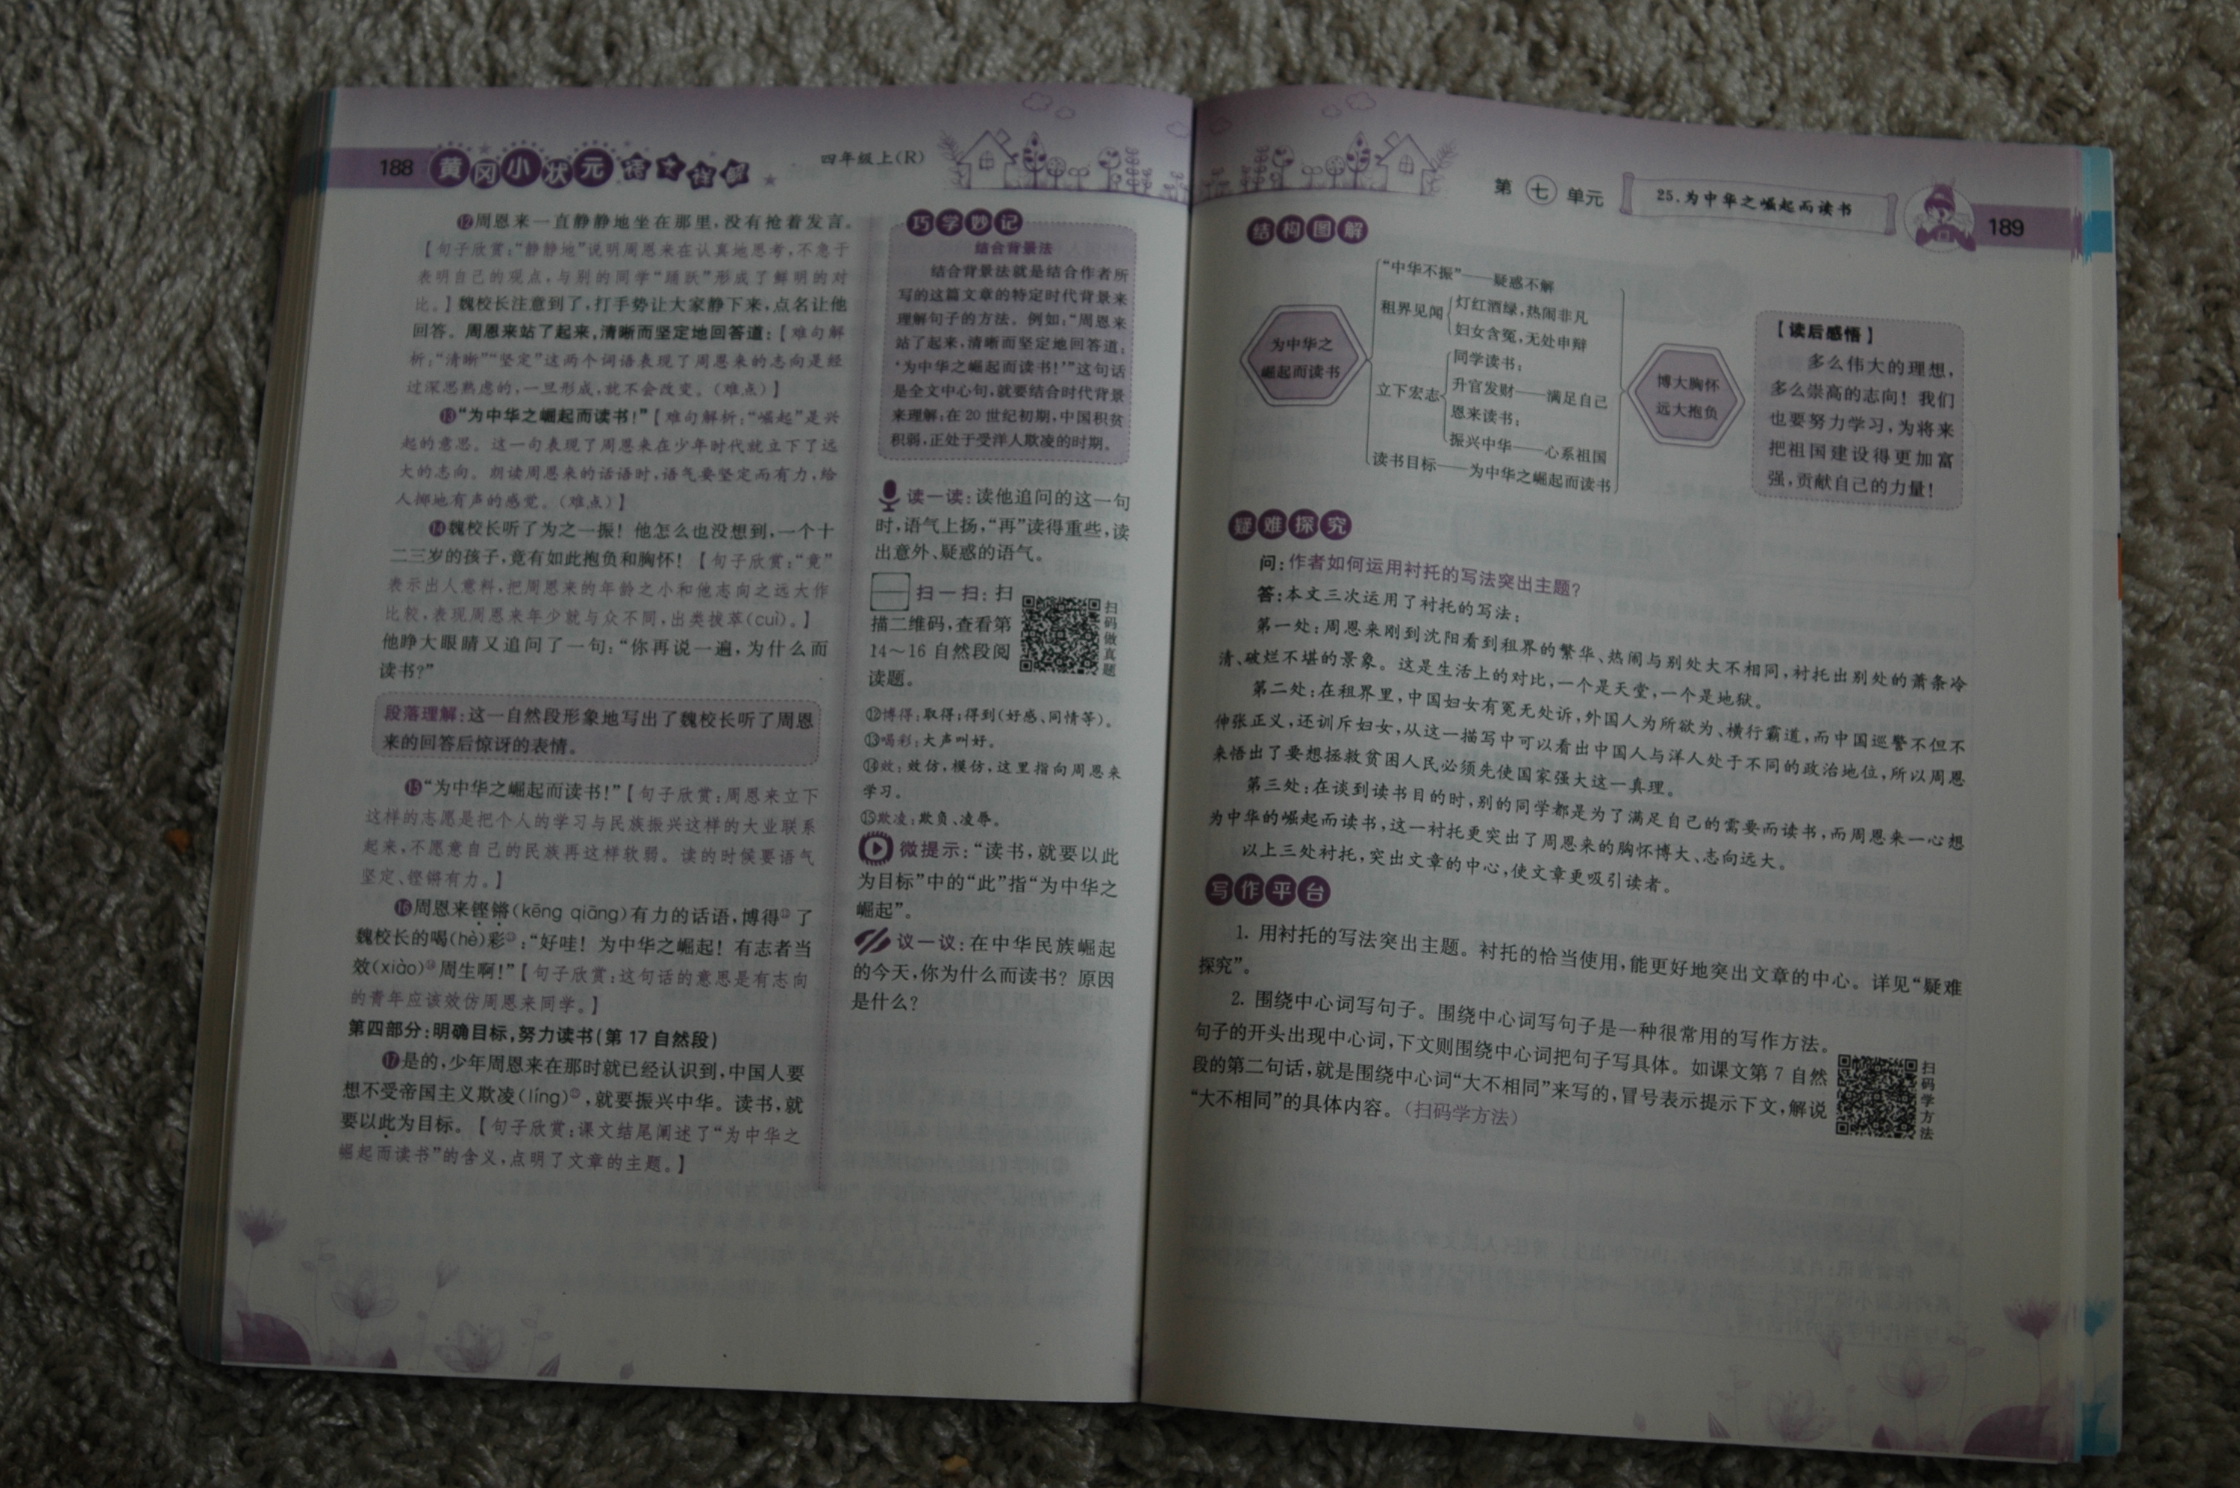 188 黄冈小状元 四年级上(R)
⑫周恩来一直静静地坐在那里，没有抢着发言。
【句子欣赏：“静静地”说明周恩来在认真地思考，不急于
表明自己的观点，与别的同学“踊跃”形成了鲜明的对
比。】魏校长注意到了，打手势让大家静下来，点名让他
回答。周恩来站了起来，清晰而坚定地回答道：【难句解
析：“清晰”“坚定”这两个词语表现了周恩来的志向是经
过深思熟虑的，一旦形成，就不会改变。（难点）】
⑬“为中华之崛起而读书！”【难句解析：“崛起”是兴
起的意思。这一句表现了周恩来在少年时代就立下了远
大的志向。朗读周恩来的话语时，语气要坚定而有力，给
人掷地有声的感觉。（难点）】
⑭魏校长听了为之一振！他怎么也没想到，一个十
二三岁的孩子，竟有如此抱负和胸怀！【句子欣赏：“竟”
表示出人意料，把周恩来的年龄之小和他志向之远大作
比较，表现周恩来年少就与众不同，出类拔萃(cuì)。】
他睁大眼睛又追问了一句：“你再说一遍，为什么而
读书？”
段落理解：这一自然段形象地写出了魏校长听了周恩
来的回答后惊讶的表情。
⑮“为中华之崛起而读书！”【句子欣赏：周恩来立下
这样的志愿是把个人的学习与民族振兴这样的大业联系
起来，不愿意自己的民族再这样软弱。读的时候要语气
坚定、铿锵有力。】
⑯周恩来铿锵(kēng qiāng)有力的话语，博得⑫了
魏校长的喝(hè)彩⑬：“好哇！为中华之崛起！有志者当
效(xiào)⑭周生啊！”【句子欣赏：这句话的意思是有志向
的青年应该效仿周恩来同学。】
第四部分：明确目标，努力读书(第 17 自然段)
⑰是的，少年周恩来在那时就已经认识到，中国人要
想不受帝国主义欺凌(líng)⑮，就要振兴中华。读书，就
要以此为目标。【句子欣赏：课文结尾阐述了“为中华之
崛起而读书”的含义，点明了文章的主题。】
巧学妙记
结合背景法
结合背景法就是结合作者所
写的这篇文章的特定时代背景来
理解句子的方法。例如：“周恩来
站了起来，清晰而坚定地回答道：
‘为中华之崛起而读书！’”这句话
是全文中心句，就要结合时代背景
来理解：在 20 世纪初期，中国积贫
积弱，正处于受洋人欺凌的时期。
读一读：读他追问的这一句
时，语气上扬，“再”读得重些，读
出意外、疑惑的语气。
扫一扫：扫
描二维码，查看第
14～16 自然段阅
读题。
扫码做真题
⑫博得：取得；得到(好感、同情等)。
⑬喝彩：大声叫好。
⑭效：效仿，模仿，这里指向周恩来
学习。
⑮欺凌：欺负、凌辱。
微提示：“读书，就要以此
为目标”中的“此”指“为中华之
崛起”。
议一议：在中华民族崛起
的今天，你为什么而读书？原因
是什么？
第七单元 25. 为中华之崛起而读书 189
结构图解
为中华之
崛起而读书
“中华不振”——疑惑不解
租界见闻
灯红酒绿，热闹非凡
妇女含冤，无处申辩
立下宏志
同学读书：
升官发财——满足自己
恩来读书：
振兴中华——心系祖国
读书目标——为中华之崛起而读书
博大胸怀
远大抱负
【读后感悟】
多么伟大的理想，
多么崇高的志向！我们
也要努力学习，为将来
把祖国建设得更加富
强，贡献自己的力量！
疑难探究
问：作者如何运用衬托的写法突出主题？
答：本文三次运用了衬托的写法：
第一处：周恩来刚到沈阳看到租界的繁华、热闹与别处大不相同，衬托出别处的萧条冷
清、破烂不堪的景象。这是生活上的对比，一个是天堂，一个是地狱。
第二处：在租界里，中国妇女有冤无处诉，外国人为所欲为、横行霸道，而中国巡警不但不
伸张正义，还训斥妇女，从这一描写中可以看出中国人与洋人处于不同的政治地位，所以周恩
来悟出了要想拯救贫困人民必须先使国家强大这一真理。
第三处：在谈到读书目的时，别的同学都是为了满足自己的需要而读书，而周恩来一心想
为中华的崛起而读书，这一衬托更突出了周恩来的胸怀博大、志向远大。
以上三处衬托，突出文章的中心，使文章更吸引读者。
写作平台
1. 用衬托的写法突出主题。衬托的恰当使用，能更好地突出文章的中心。详见“疑难
探究”。
2. 围绕中心词写句子。围绕中心词写句子是一种很常用的写作方法。
句子的开头出现中心词，下文则围绕中心词把句子写具体。如课文第 7 自然
段的第二句话，就是围绕中心词“大不相同”来写的，冒号表示提示下文，解说
“大不相同”的具体内容。（扫码学方法）
扫码学方法